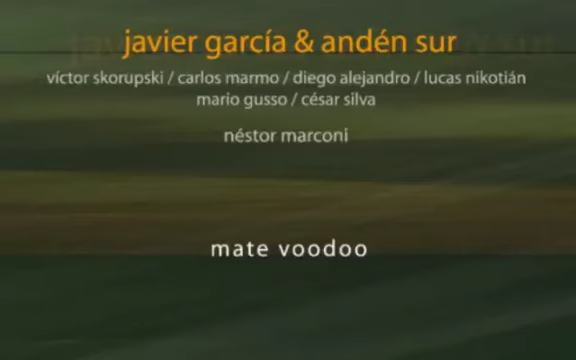 javier garcía & andén sur
víctor skorupski / carlos marmo / diego alejandro / lucas nikotián
mario gusso / césar silva
néstor marconi
mate voodoo